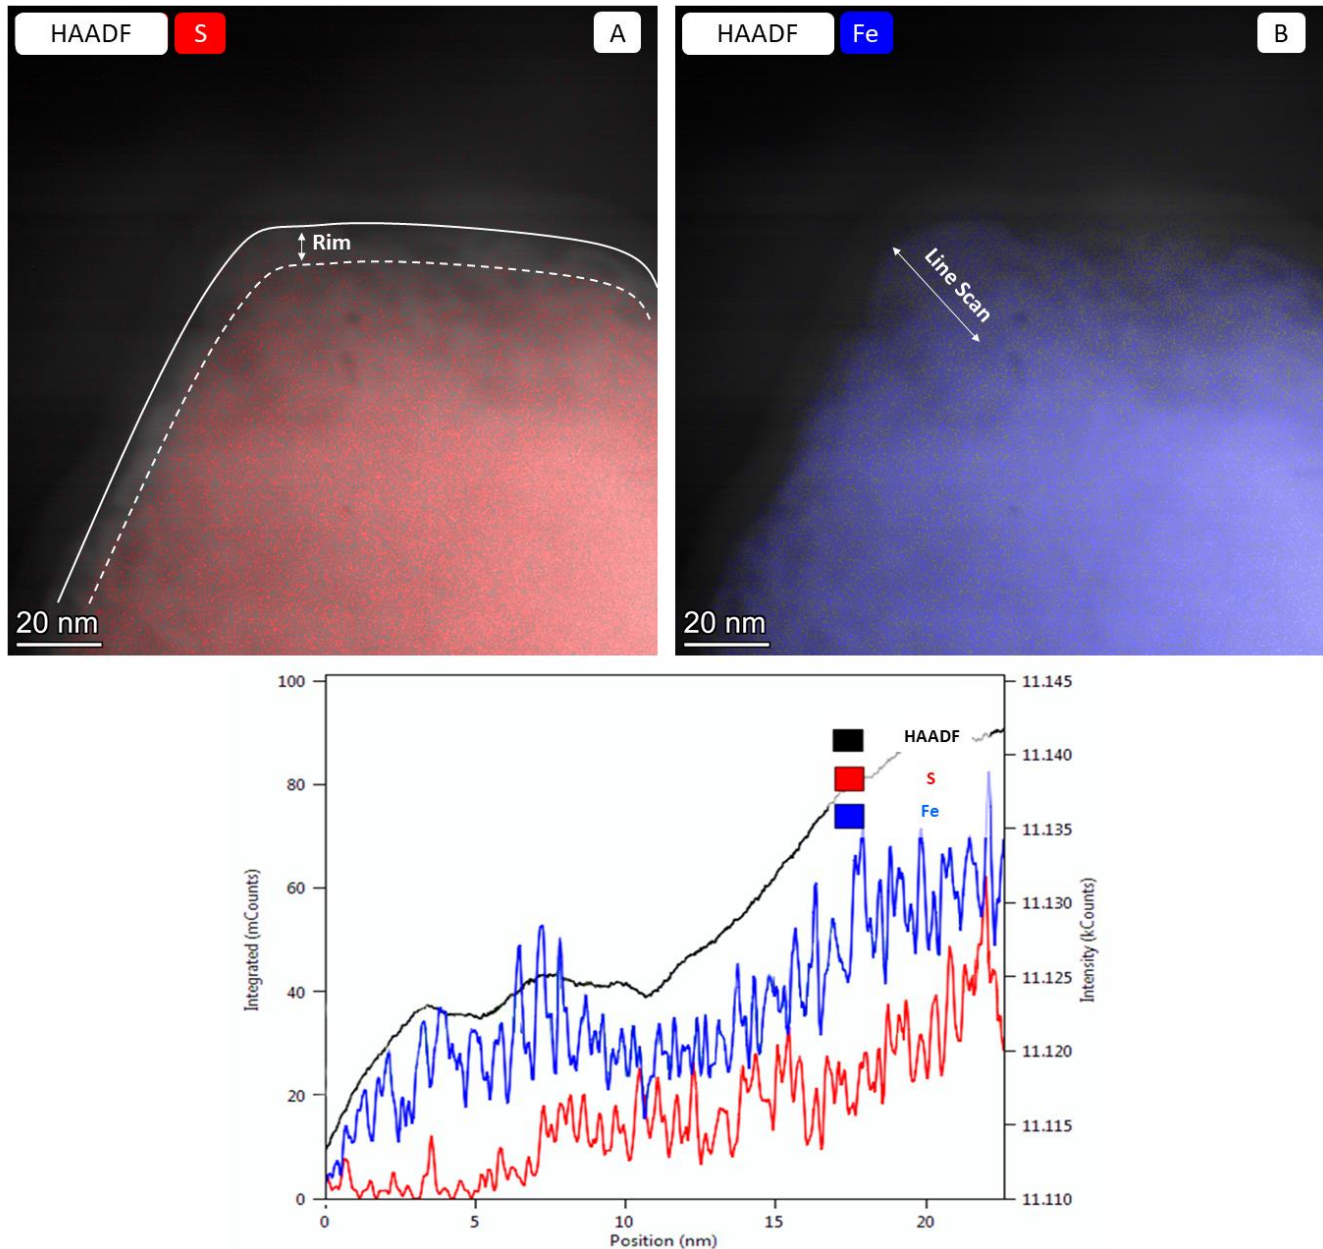 HAADF S A
HAADF Fe B
Rim
Line Scan
20 nm
20 nm
100
80
60
40
20
0
Integrated (mCounts)
HAADF
S
Fe
11.145
11.140
11.135
11.130
11.125
11.120
11.115
11.110
Intensity (kCounts)
0 5 10 15 20
Position (nm)